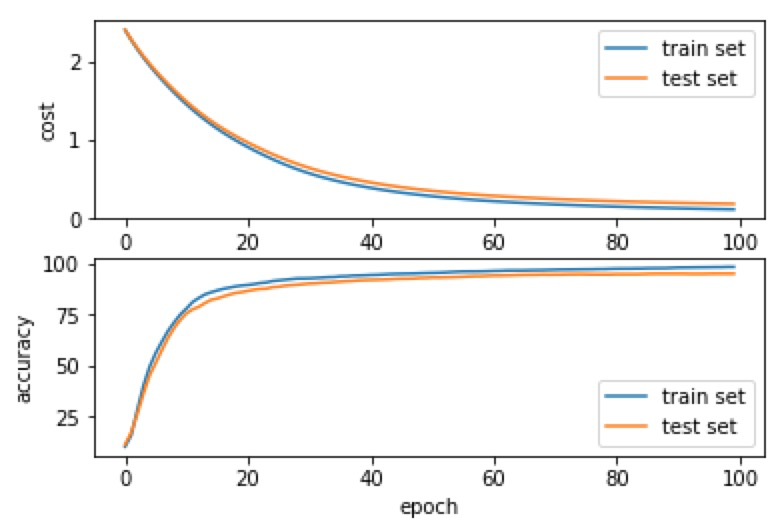 2
1
0
cost
train set
test set
0 20 40 60 80 100
100
75
50
25
accuracy
train set
test set
0 20 40 60 80 100
epoch